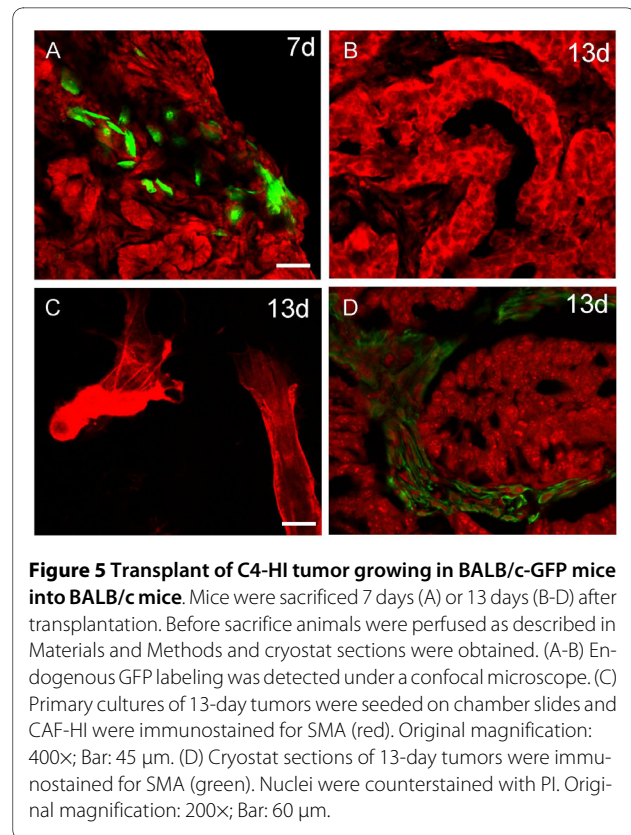 A
7d
B
13d
C
13d
D
13d
Figure 5 Transplant of C4-HI tumor growing in BALB/c-GFP mice
into BALB/c mice. Mice were sacrificed 7 days (A) or 13 days (B-D) after
transplantation. Before sacrifice animals were perfused as described in
Materials and Methods and cryostat sections were obtained. (A-B) En-
dogenous GFP labeling was detected under a confocal microscope. (C)
Primary cultures of 13-day tumors were seeded on chamber slides and
CAF-HI were immunostained for SMA (red). Original magnification:
400×; Bar: 45 μm. (D) Cryostat sections of 13-day tumors were immu-
nostained for SMA (green). Nuclei were counterstained with PI. Origi-
nal magnification: 200×; Bar: 60 μm.